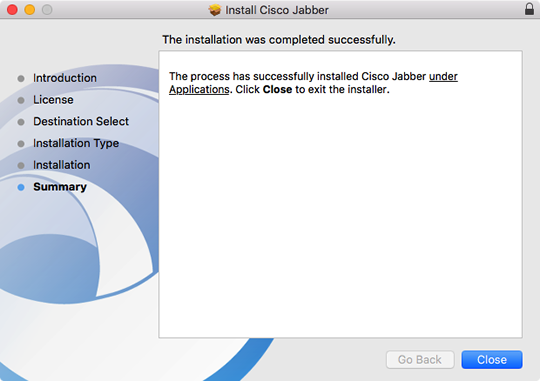 Install Cisco Jabber
The installation was completed successfully.
Introduction
License
Destination Select
Installation Type
Installation
Summary
The process has successfully installed Cisco Jabber under
Applications. Click Close to exit the installer.
Go Back
Close